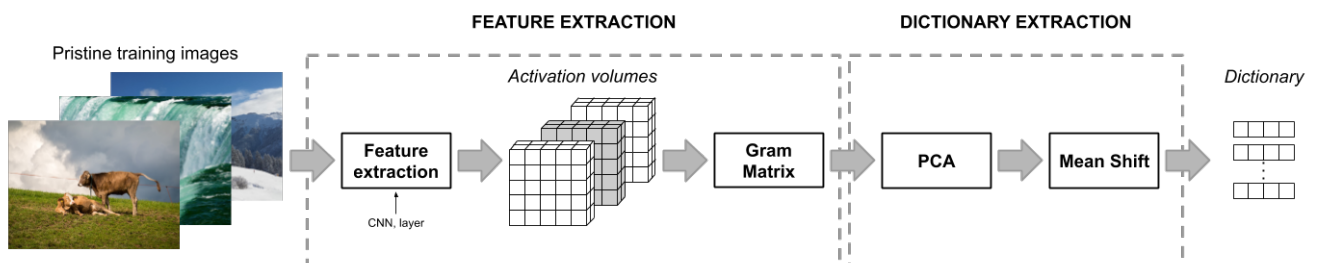 FEATURE EXTRACTION
DICTIONARY EXTRACTION
Pristine training images
Activation volumes
Dictionary
Feature
extraction
Gram
Matrix
PCA
Mean Shift
CNN, layer